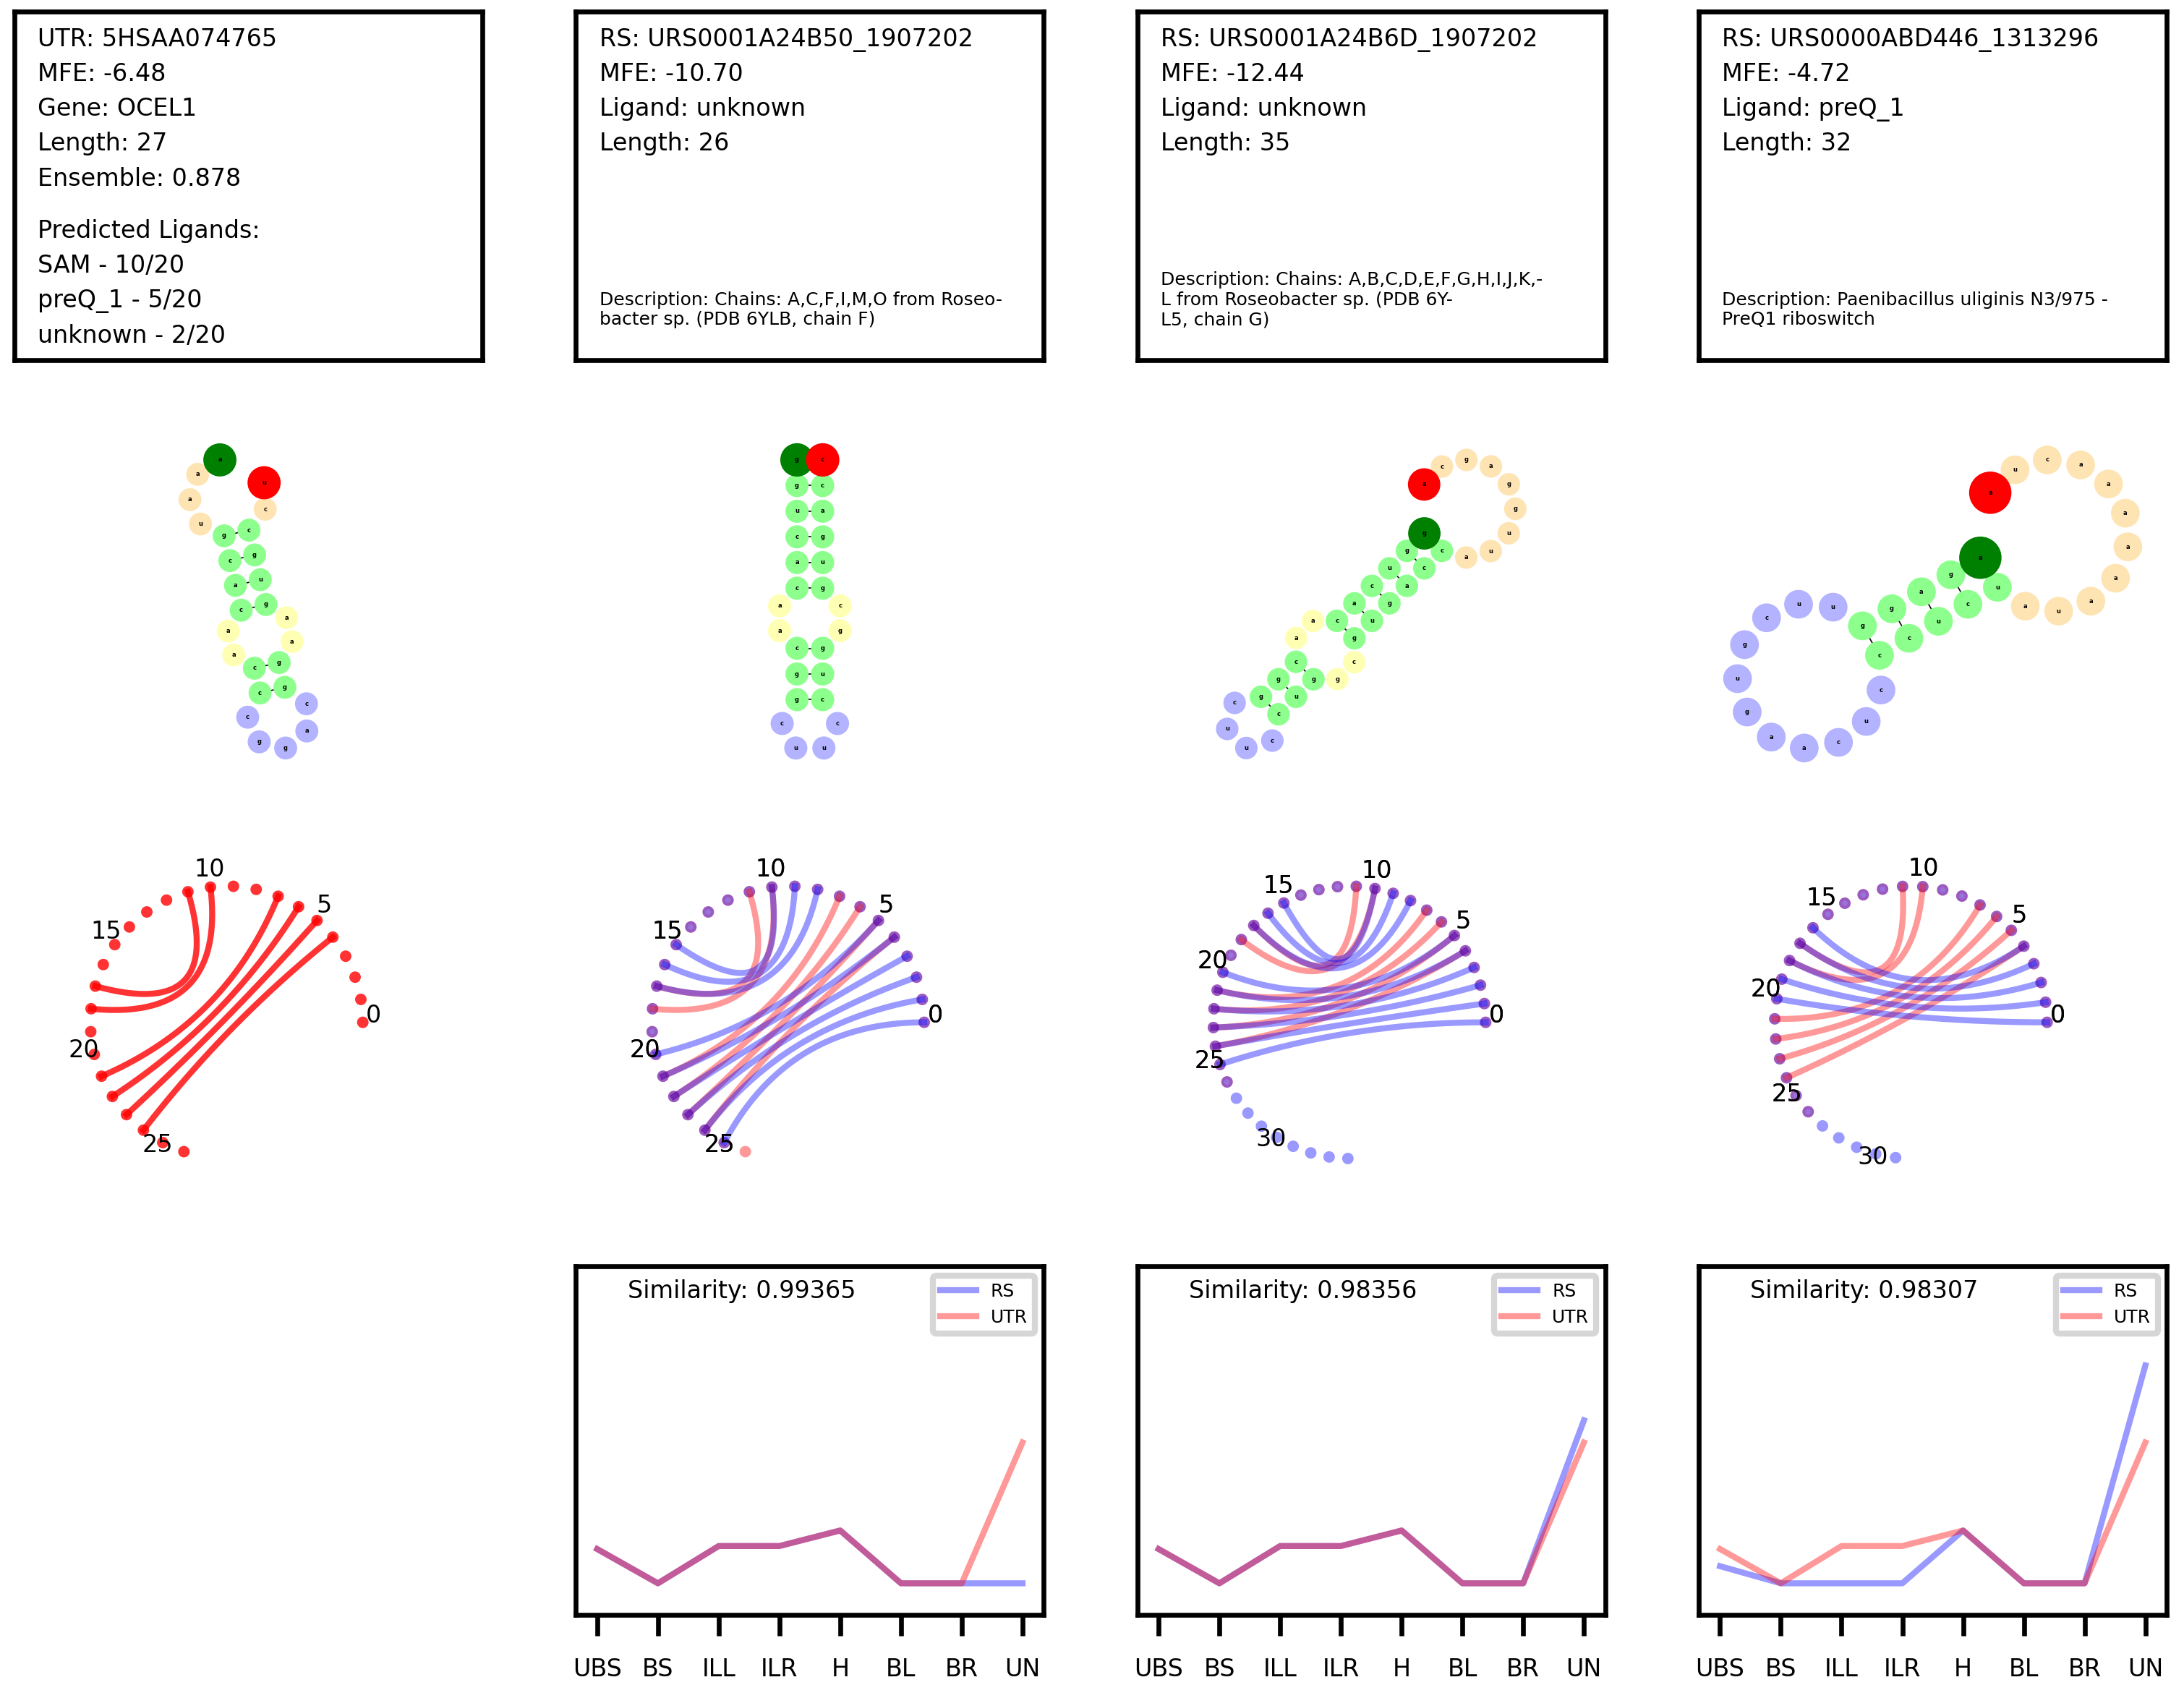 UTR: 5HSAA074765
MFE: -6.48
Gene: OCEL1
Length: 27
Ensemble: 0.878
Predicted Ligands:
SAM - 10/20
preQ_1 - 5/20
unknown - 2/20
RS: URS0001A24B50_1907202
MFE: -10.70
Ligand: unknown
Length: 26
Description: Chains: A,C,F,I,M,O from Roseo-
bacter sp. (PDB 6YLB, chain F)
RS: URS0001A24B6D_1907202
MFE: -12.44
Ligand: unknown
Length: 35
Description: Chains: A,B,C,D,E,F,G,H,I,J,K,-
L from Roseobacter sp. (PDB 6Y-
L5, chain G)
RS: URS0000ABD446_1313296
MFE: -4.72
Ligand: preQ_1
Length: 32
Description: Paenibacillus uliginis N3/975 -
PreQ1 riboswitch
0
5
10
15
20
25
0
5
10
15
20
25
0
5
10
15
20
25
30
0
5
10
15
20
25
30
Similarity: 0.99365
RS
UTR
UBS BS ILL ILR H BL BR UN
Similarity: 0.98356
RS
UTR
UBS BS ILL ILR H BL BR UN
Similarity: 0.98307
RS
UTR
UBS BS ILL ILR H BL BR UN